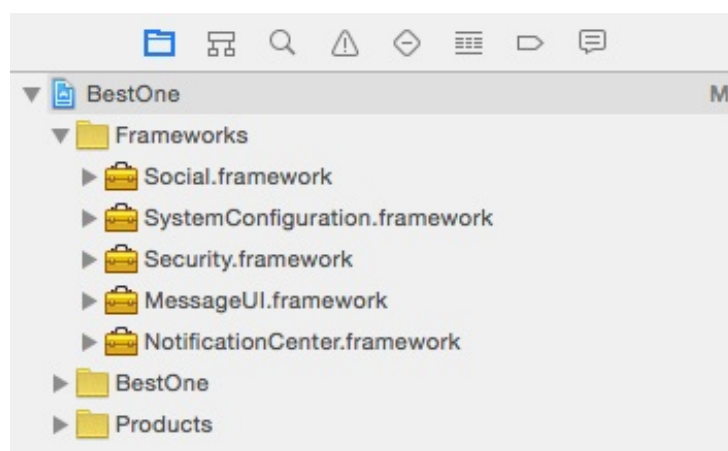 BestOne M
Frameworks
Social.framework
SystemConfiguration.framework
Security.framework
MessageUI.framework
NotificationCenter.framework
BestOne
Products